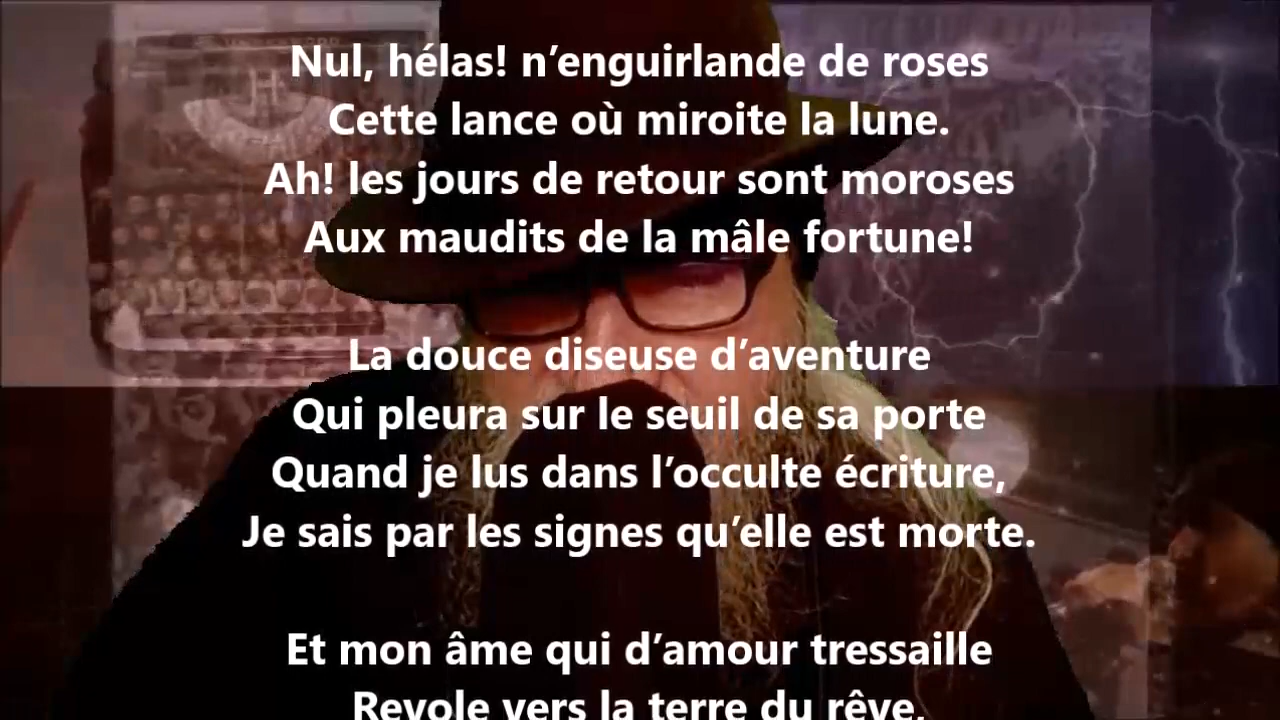 Nul, hélas! n’enguirlande de roses
Cette lance où miroite la lune.
Ah! les jours de retour sont moroses
Aux maudits de la mâle fortune!
La douce diseuse d’aventure
Qui pleura sur le seuil de sa porte
Quand je lus dans l’occulte écriture,
Je sais par les signes qu’elle est morte.
Et mon âme qui d’amour tressaille
Revole vers la terre du rêve,